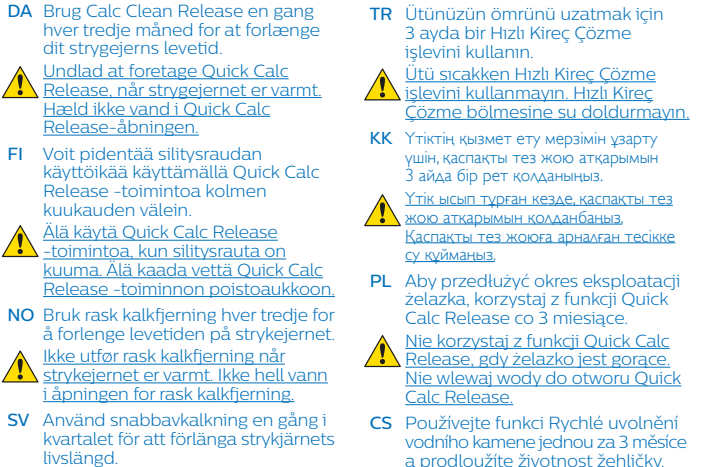 DA Brug Calc Clean Release en gang
hver tredje måned for at forlænge
dit strygejerns levetid.
Undlad at foretage Quick Calc
Release, når strygejernet er varmt.
Hæld ikke vand i Quick Calc
Release-åbningen.
FI Voit pidentää silitysraudan
käyttöikää käyttämällä Quick Calc
Release -toimintoa kolmen
kuukauden välein.
Älä käytä Quick Calc Release
-toimintoa, kun silitysrauta on
kuuma. Älä kaada vettä Quick Calc
Release -toiminnon poistoaukkoon.
NO Bruk rask kalkfjerning hver tredje for
å forlenge levetiden på strykejernet.
Ikke utfør rask kalkfjerning når
strykejernet er varmt. Ikke hell vann
i åpningen for rask kalkfjerning.
SV Använd snabbavkalkning en gång i
kvartalet för att förlänga strykjärnets
livslängd.
TR Ütünüzün ömrünü uzatmak için
3 ayda bir Hızlı Kireç Çözme
işlevini kullanın.
Ütü sıcakken Hızlı Kireç Çözme
işlevini kullanmayın. Hızlı Kireç
Çözme bölmesine su doldurmayın.
KK Үтіктің қызмет ету мерзімін ұзарту
үшін, қаспақты тез жою атқарымын
3 айда бір рет қолданыңыз.
Үтік ысып тұрған кезде, қаспақты тез
жою атқарымын қолданбаңыз.
Қаспақты тез жоюға арналған тесікке
су құймаңыз.
PL Aby przedłużyć okres eksploatacji
żelazka, korzystaj z funkcji Quick
Calc Release co 3 miesiące.
Nie korzystaj z funkcji Quick Calc
Release, gdy żelazko jest gorące.
Nie wlewaj wody do otworu Quick
Calc Release.
CS Používejte funkci Rychlé uvolnění
vodního kamene jednou za 3 měsíce
a prodloužíte životnost žehličky.